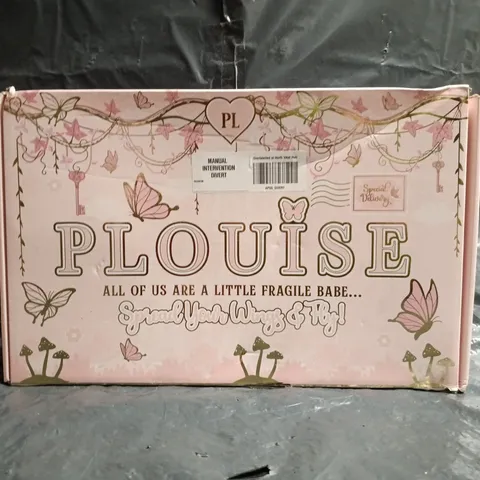 PL
MANUAL
INTERVENTION
DIVERT
Special
Delivery
PLOUISE
ALL OF US ARE A LITTLE FRAGILE BABE...
Spread Your Wings & Fly!